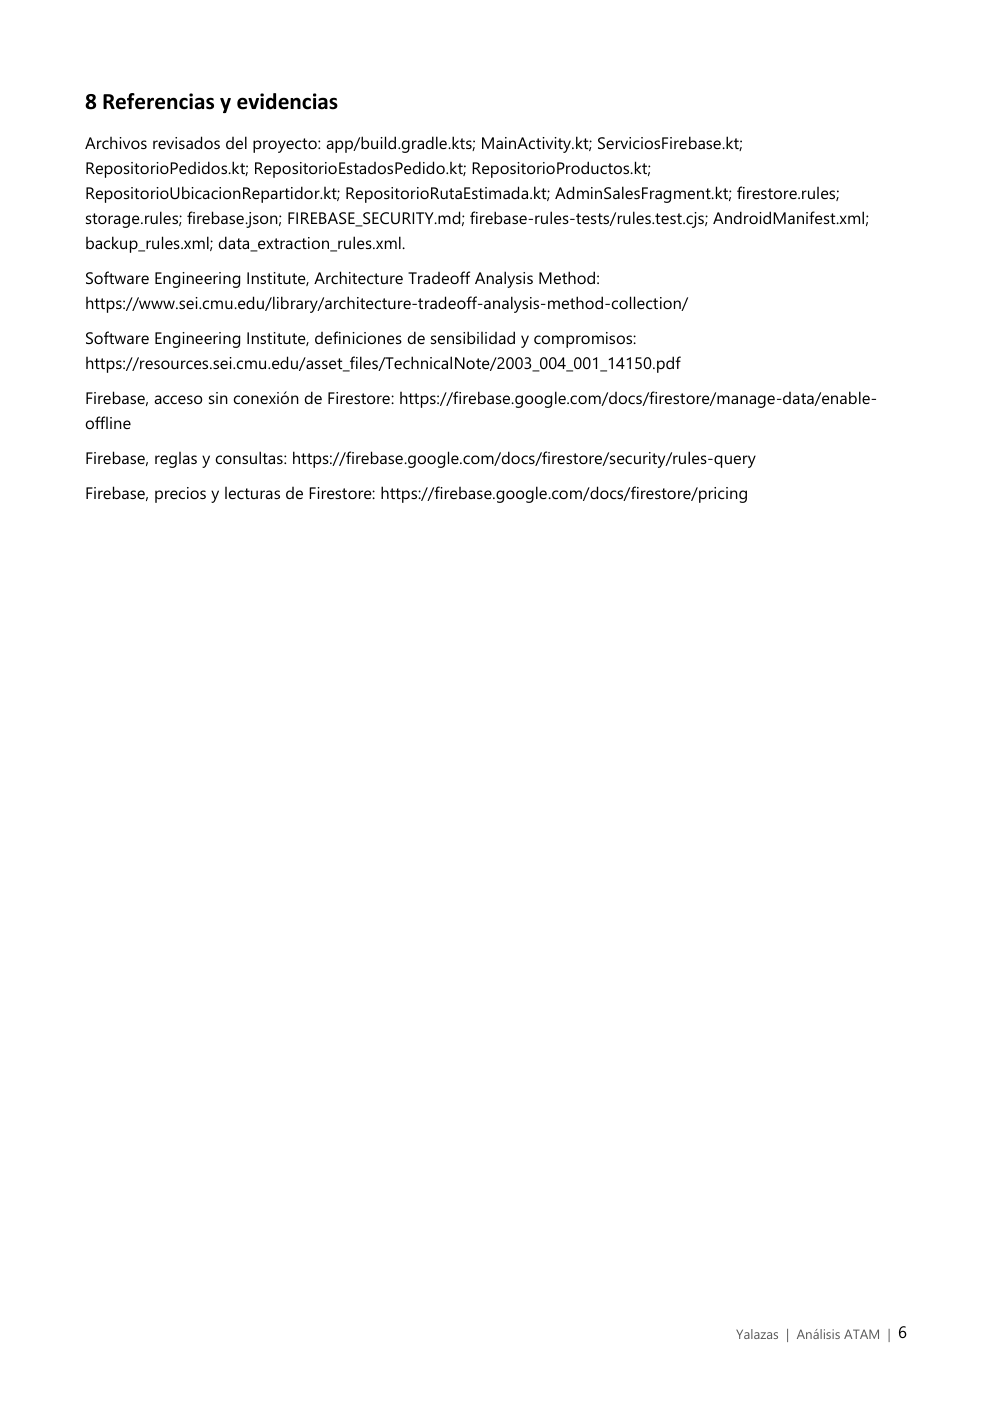 8 Referencias y evidencias
Archivos revisados del proyecto: app/build.gradle.kts; MainActivity.kt; ServiciosFirebase.kt;
RepositorioPedidos.kt; RepositorioEstadosPedido.kt; RepositorioProductos.kt;
RepositorioUbicacionRepartidor.kt; RepositorioRutaEstimada.kt; AdminSalesFragment.kt; firestore.rules;
storage.rules; firebase.json; FIREBASE_SECURITY.md; firebase-rules-tests/rules.test.cjs; AndroidManifest.xml;
backup_rules.xml; data_extraction_rules.xml.
Software Engineering Institute, Architecture Tradeoff Analysis Method:
https://www.sei.cmu.edu/library/architecture-tradeoff-analysis-method-collection/
Software Engineering Institute, definiciones de sensibilidad y compromisos:
https://resources.sei.cmu.edu/asset_files/TechnicalNote/2003_004_001_14150.pdf
Firebase, acceso sin conexión de Firestore: https://firebase.google.com/docs/firestore/manage-data/enable-
offline
Firebase, reglas y consultas: https://firebase.google.com/docs/firestore/security/rules-query
Firebase, precios y lecturas de Firestore: https://firebase.google.com/docs/firestore/pricing
Yalazas | Análisis ATAM | 6